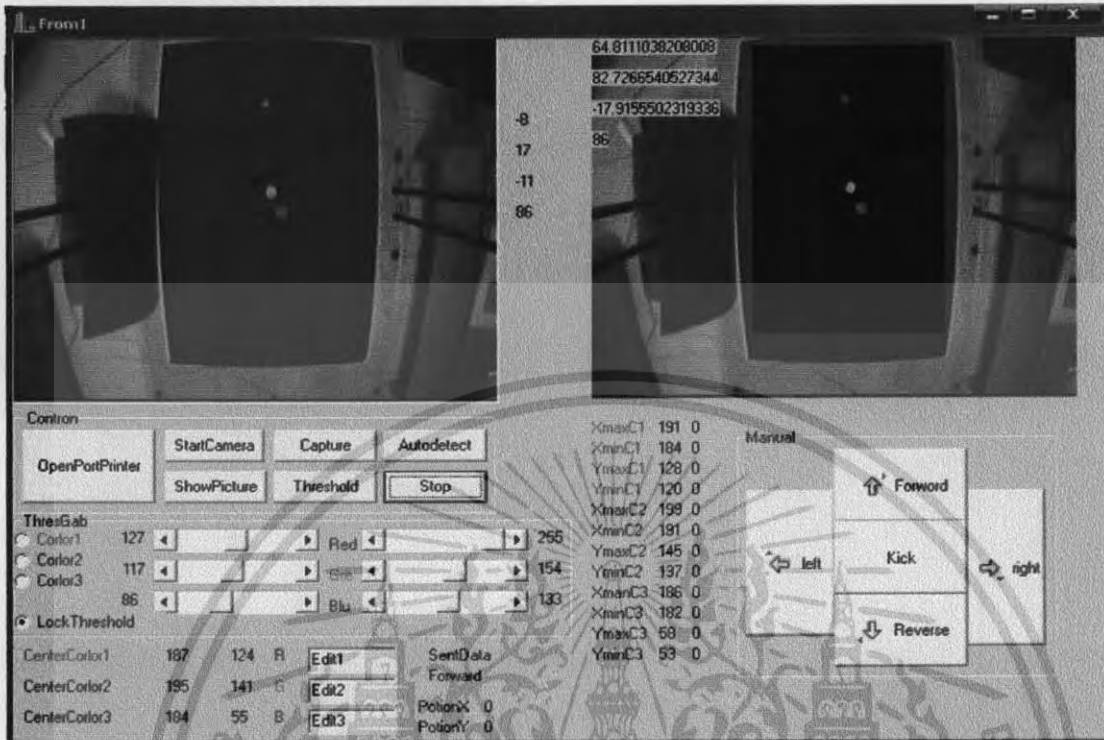 From1
64.8111038208008
82.7266540527344
-17.9155502319336
86
-8
17
-11
86
Contron
OpenPortPrinter
StartCamera
Capture
Autodetect
ShowPicture
Threshold
Stop
ThresGab
Corlor1 127 Red 255
Corlor2 117 Gre 154
Corlor3
86 Blu 133
LockThreshold
CenterCorlor1 187 124 R Edit1
CenterCorlor2 195 141 G Edit2
CenterCorlor3 184 55 B Edit3
SentData
Forward
PotionX 0
PotionY 0
XmaxC1 191 0
XminC1 184 0
YmaxC1 128 0
YminC1 120 0
XmaxC2 199 0
XminC2 191 0
YmaxC2 145 0
YminC2 137 0
XmanC3 186 0
XminC3 182 0
YmaxC3 58 0
YminC3 53 0
Manual
Forword
left
Kick
right
Reverse